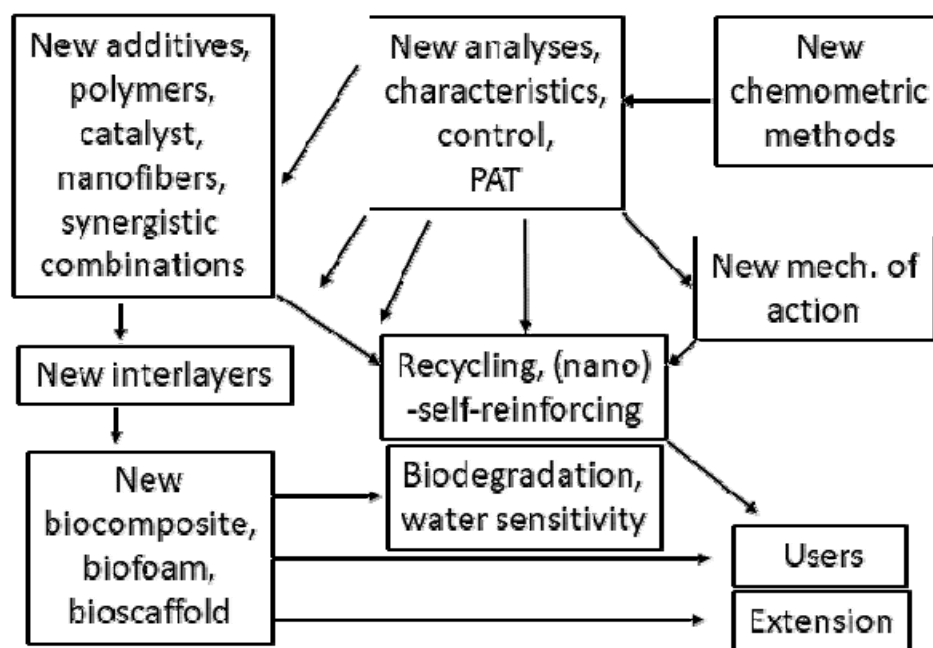 New additives,
polymers,
catalyst,
nanofibers,
synergistic
combinations
New analyses,
characteristics,
control,
PAT
New
chemometric
methods
New mech. of
action
New interlayers
Recycling, (nano)
-self-reinforcing
New
biocomposite,
biofoam,
bioscaffold
Biodegradation,
water sensitivity
Users
Extension